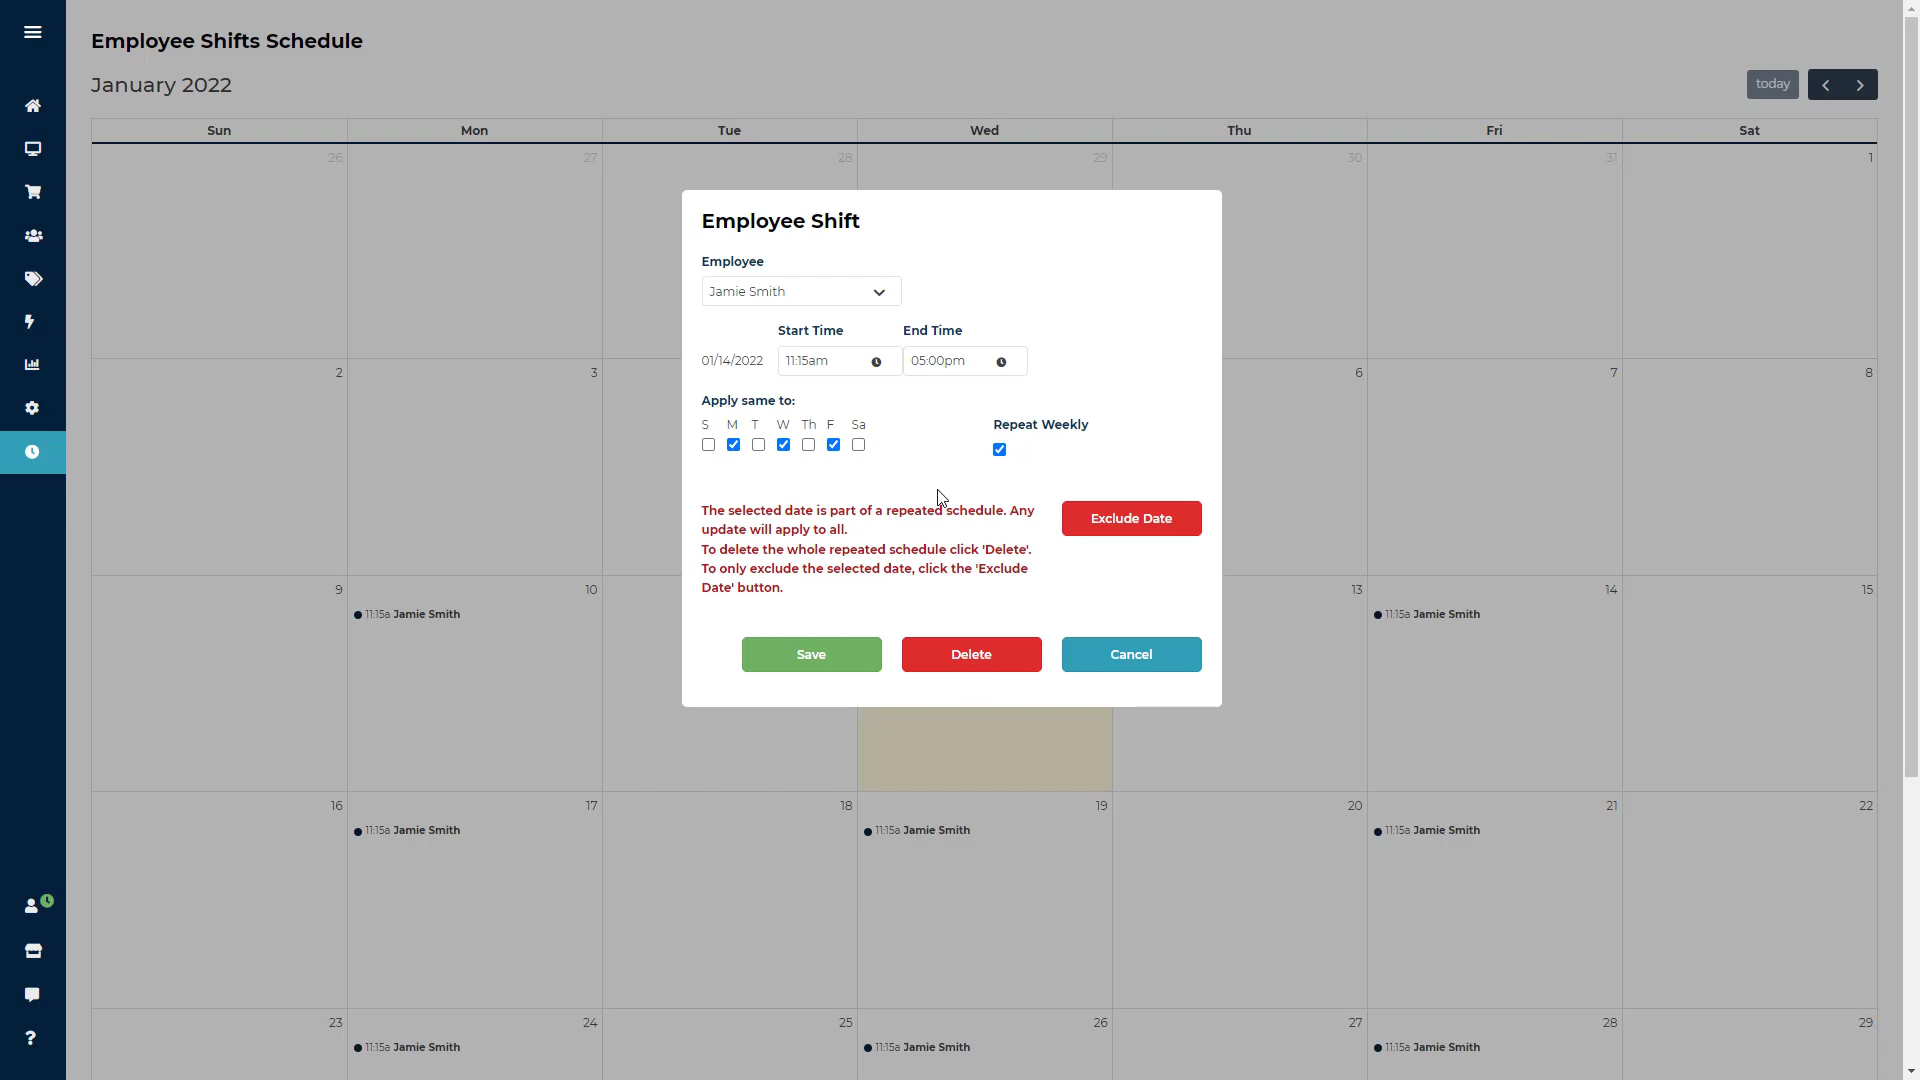 Employee Shifts Schedule
January 2022
today
Sun Mon Tue Wed Thu Fri Sat
26 27 28 29 30 31 1
Employee Shift
Employee
Jamie Smith
Start Time End Time
01/14/2022 11:15am 05:00pm
Apply same to:
S M T W Th F Sa
Repeat Weekly
The selected date is part of a repeated schedule. Any
update will apply to all.
To delete the whole repeated schedule click 'Delete'.
To only exclude the selected date, click the 'Exclude
Date' button.
Exclude Date
Save Delete Cancel
2 3 6 7 8
9 10 13 14 15
11:15a Jamie Smith 11:15a Jamie Smith
16 17 18 19 20 21 22
11:15a Jamie Smith 11:15a Jamie Smith 11:15a Jamie Smith
23 24 25 26 27 28 29
11:15a Jamie Smith 11:15a Jamie Smith 11:15a Jamie Smith